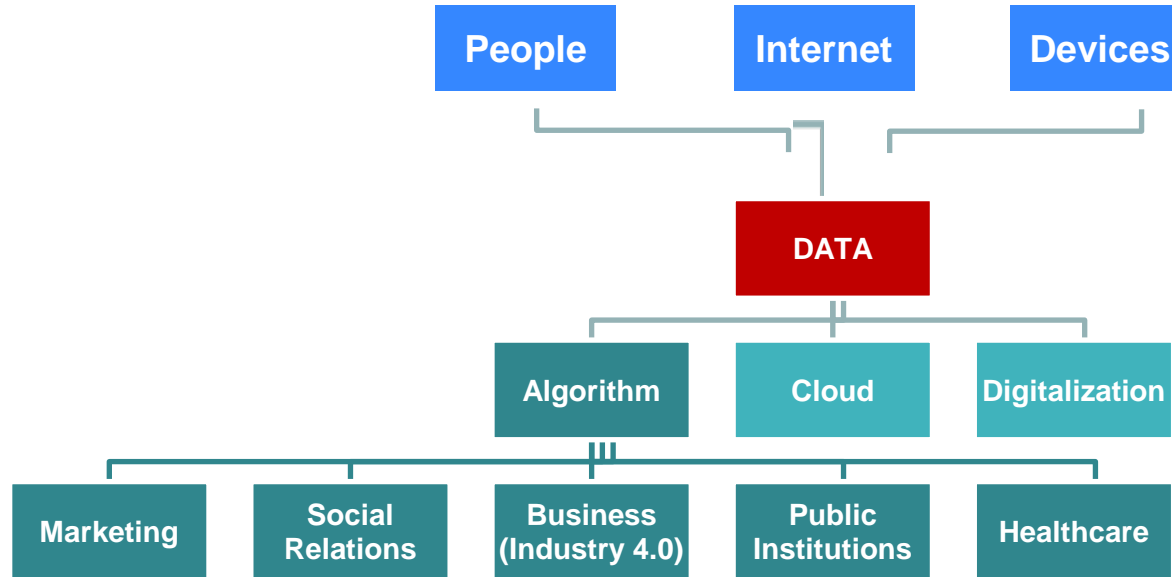 People
Internet
Devices
DATA
Algorithm
Cloud
Digitalization
Marketing
Social
Relations
Business
(Industry 4.0)
Public
Institutions
Healthcare